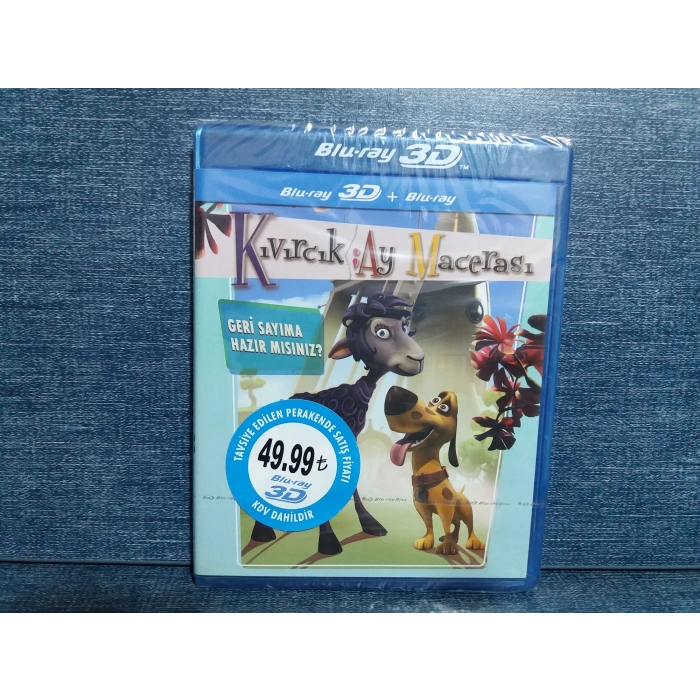 Blu-ray 3D™
Blu-ray 3D + Blu-ray
Kıvırcık Ay Macerası
GERİ SAYIMA
HAZIR MISINIZ?
TAVSİYE EDİLEN PERAKENDE SATIŞ FİYATI
49.99₺
Blu-ray
3D
KDV DAHİLDİR